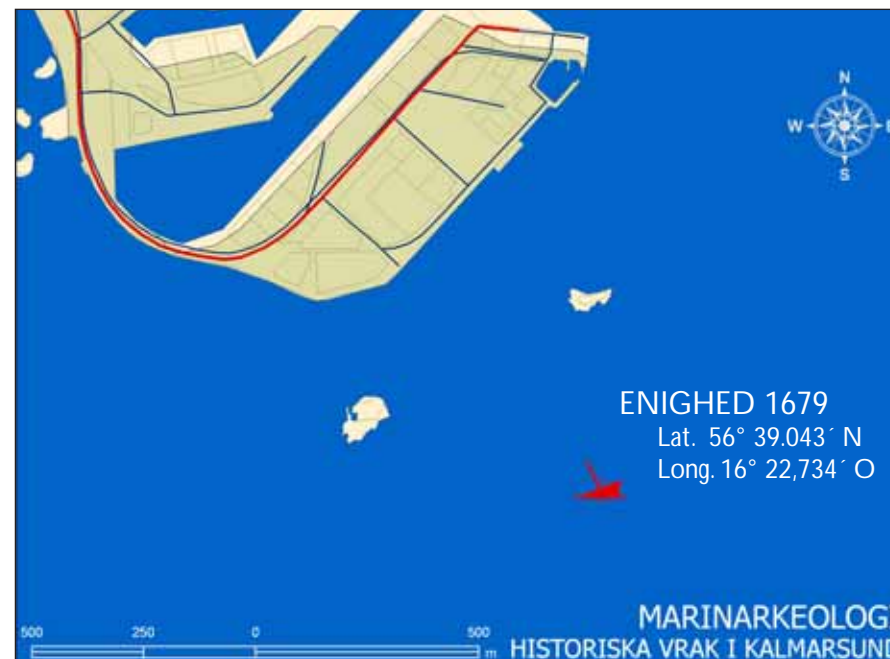 N
W
S
ENIGHED 1679
Lat. 56° 39.043´ N
Long. 16° 22,734´ O
500 250 0 500
m
MARINARKEOLOG
HISTORISKA VRAK I KALMARSUND